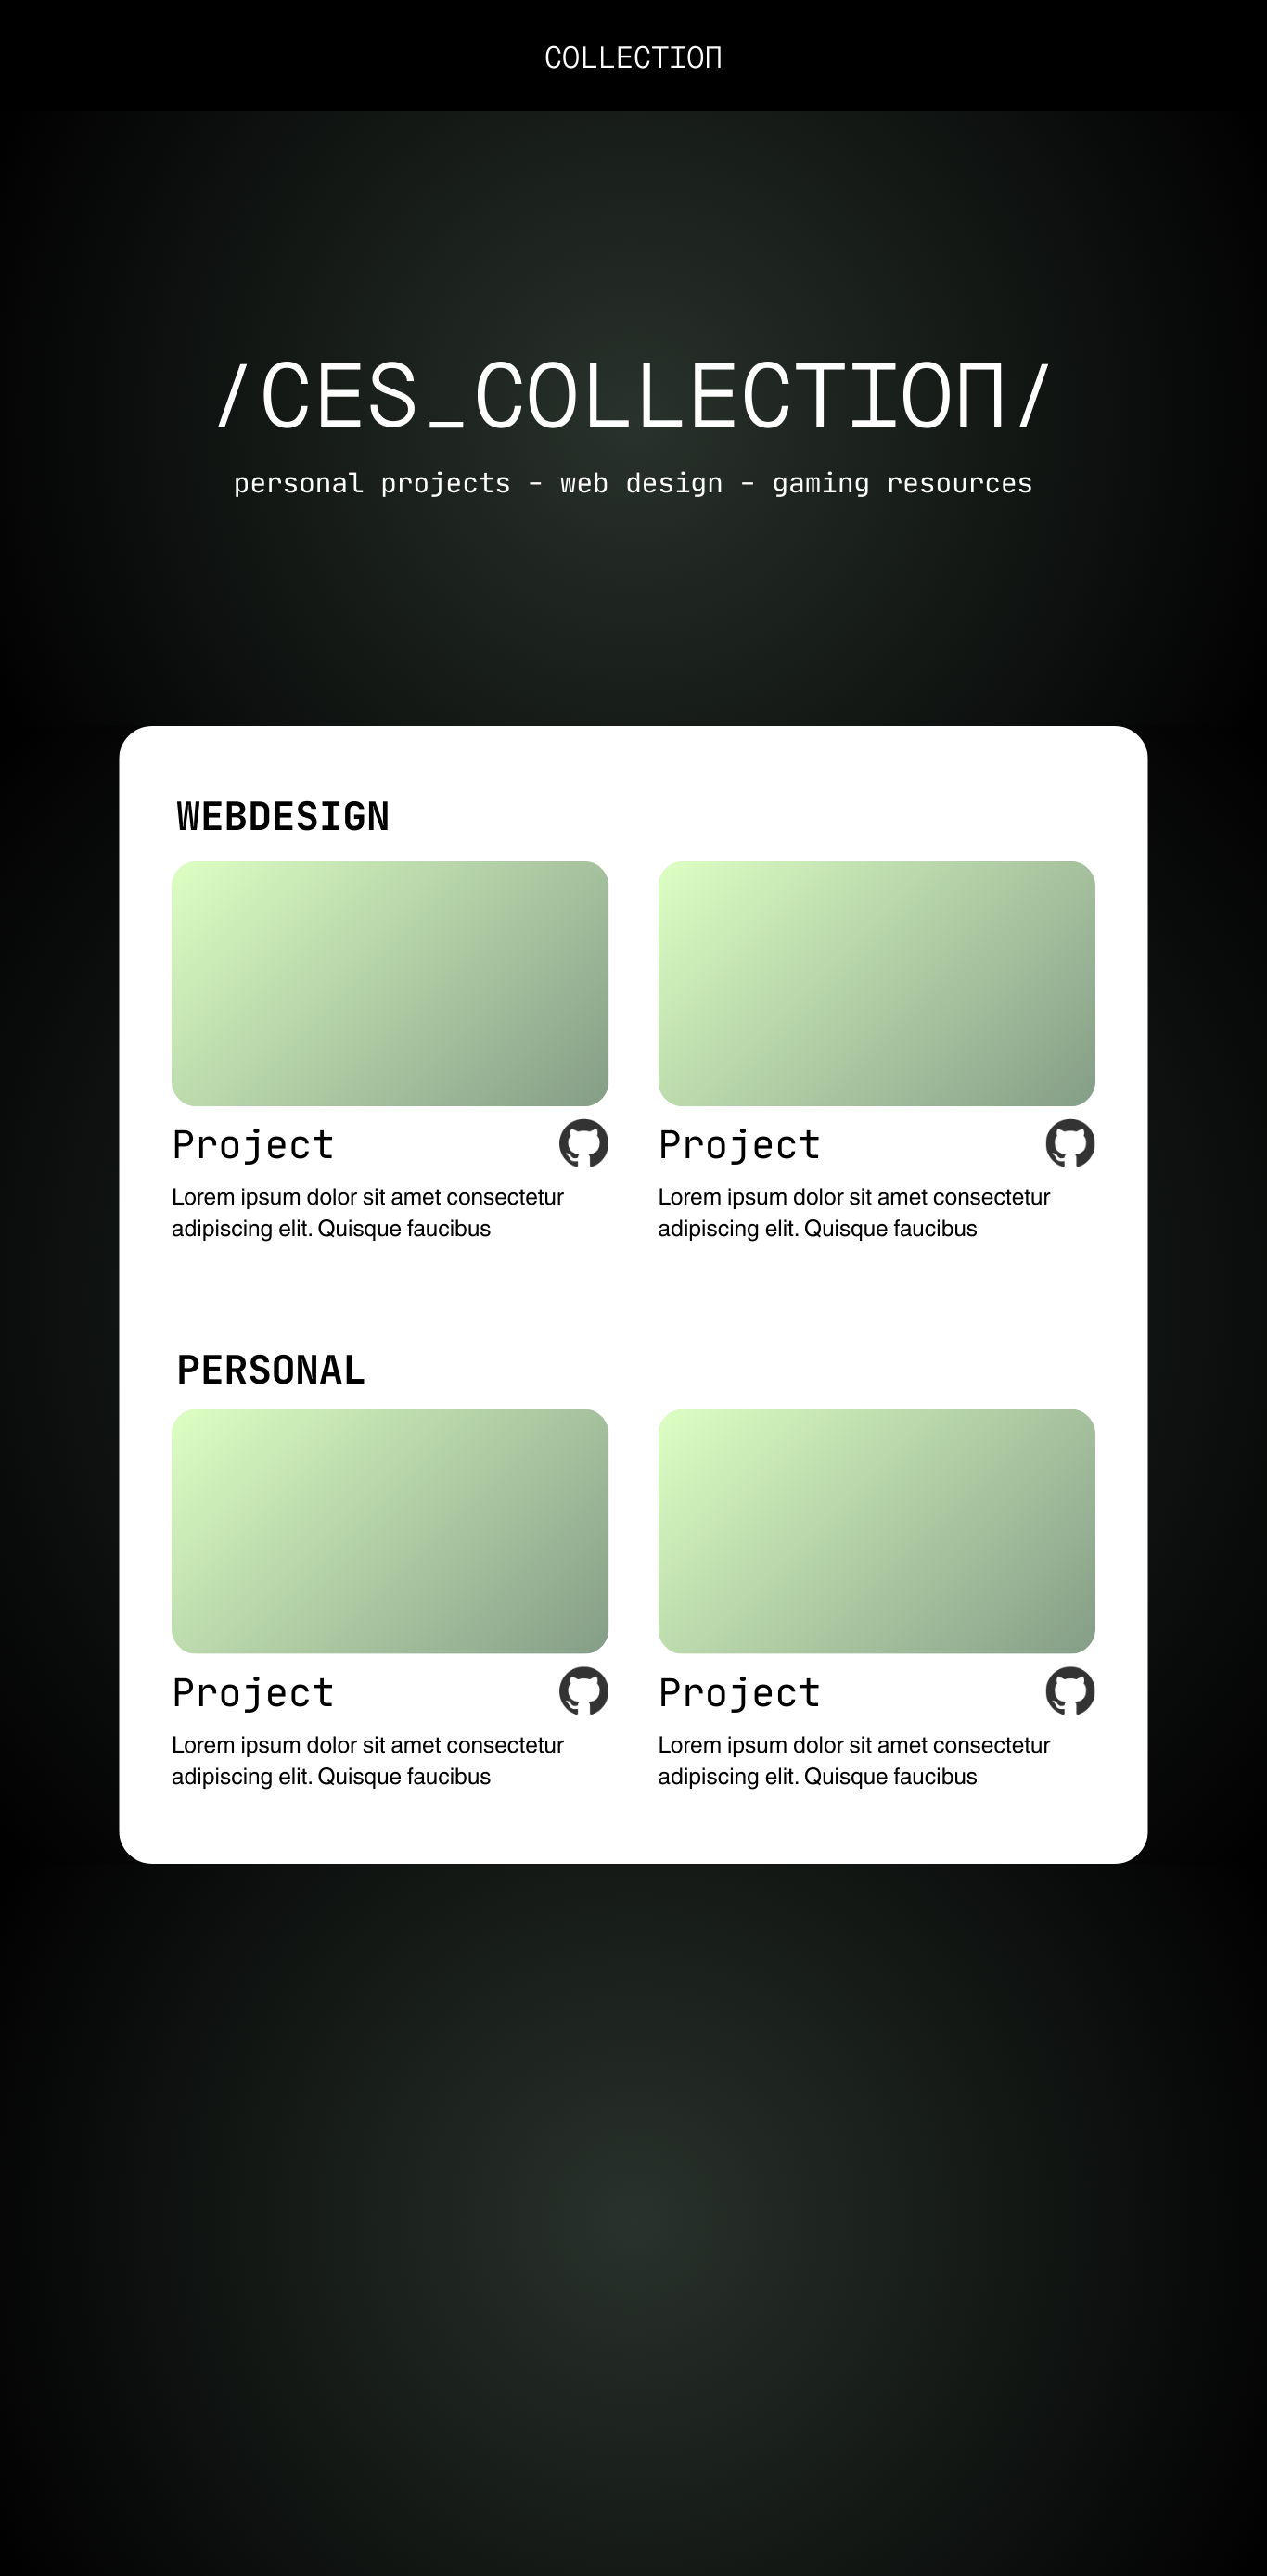 COLLECTIOΠ
/CES_COLLECTIOΠ/
personal projects - web design - gaming resources
WEBDESIGN
Project Project
Lorem ipsum dolor sit amet consectetur Lorem ipsum dolor sit amet consectetur
adipiscing elit. Quisque faucibus adipiscing elit. Quisque faucibus
PERSONAL
Project Project
Lorem ipsum dolor sit amet consectetur Lorem ipsum dolor sit amet consectetur
adipiscing elit. Quisque faucibus adipiscing elit. Quisque faucibus